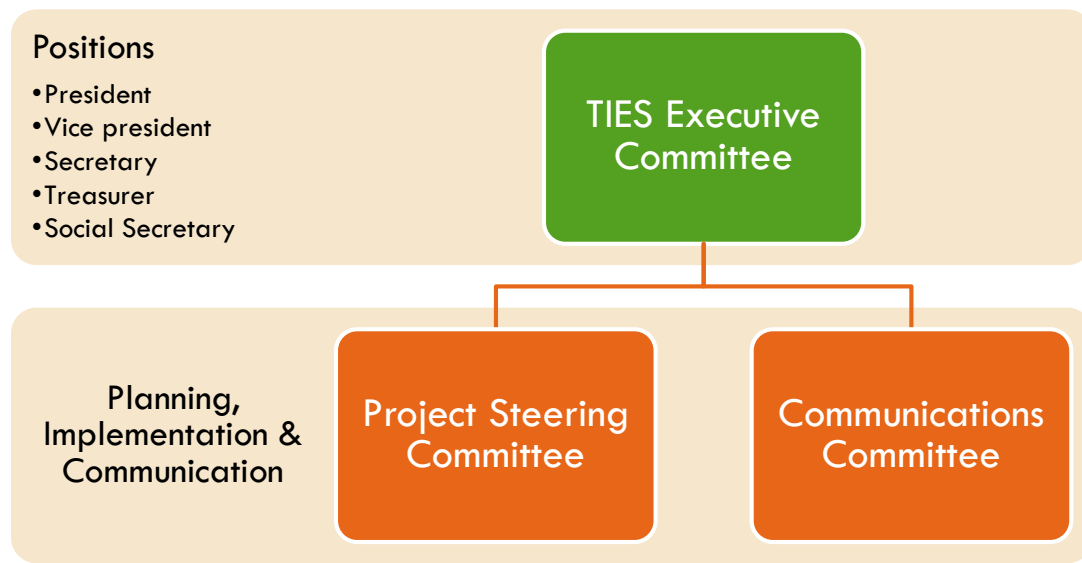 Positions
•President
•Vice president
•Secretary
•Treasurer
•Social Secretary
TIES Executive
Committee
Planning,
Implementation &
Communication
Project Steering
Committee
Communications
Committee